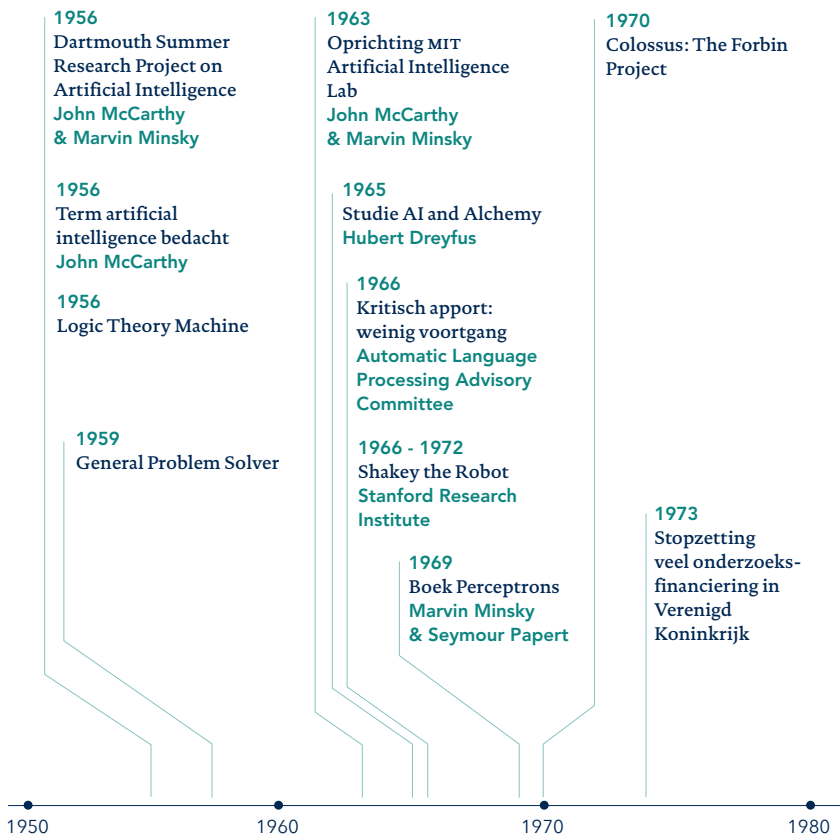 1956
Dartmouth Summer
Research Project on
Artificial Intelligence
John McCarthy
& Marvin Minsky
1956
Term artificial
intelligence bedacht
John McCarthy
1956
Logic Theory Machine
1959
General Problem Solver
1963
Oprichting MIT
Artificial Intelligence
Lab
John McCarthy
& Marvin Minsky
1965
Studie AI and Alchemy
Hubert Dreyfus
1966
Kritisch apport:
weinig voortgang
Automatic Language
Processing Advisory
Committee
1966 - 1972
Shakey the Robot
Stanford Research
Institute
1969
Boek Perceptrons
Marvin Minsky
& Seymour Papert
1970
Colossus: The Forbin
Project
1973
Stopzetting
veel onderzoeks-
financiering in
Verenigd
Koninkrijk
1950
1960
1970
1980